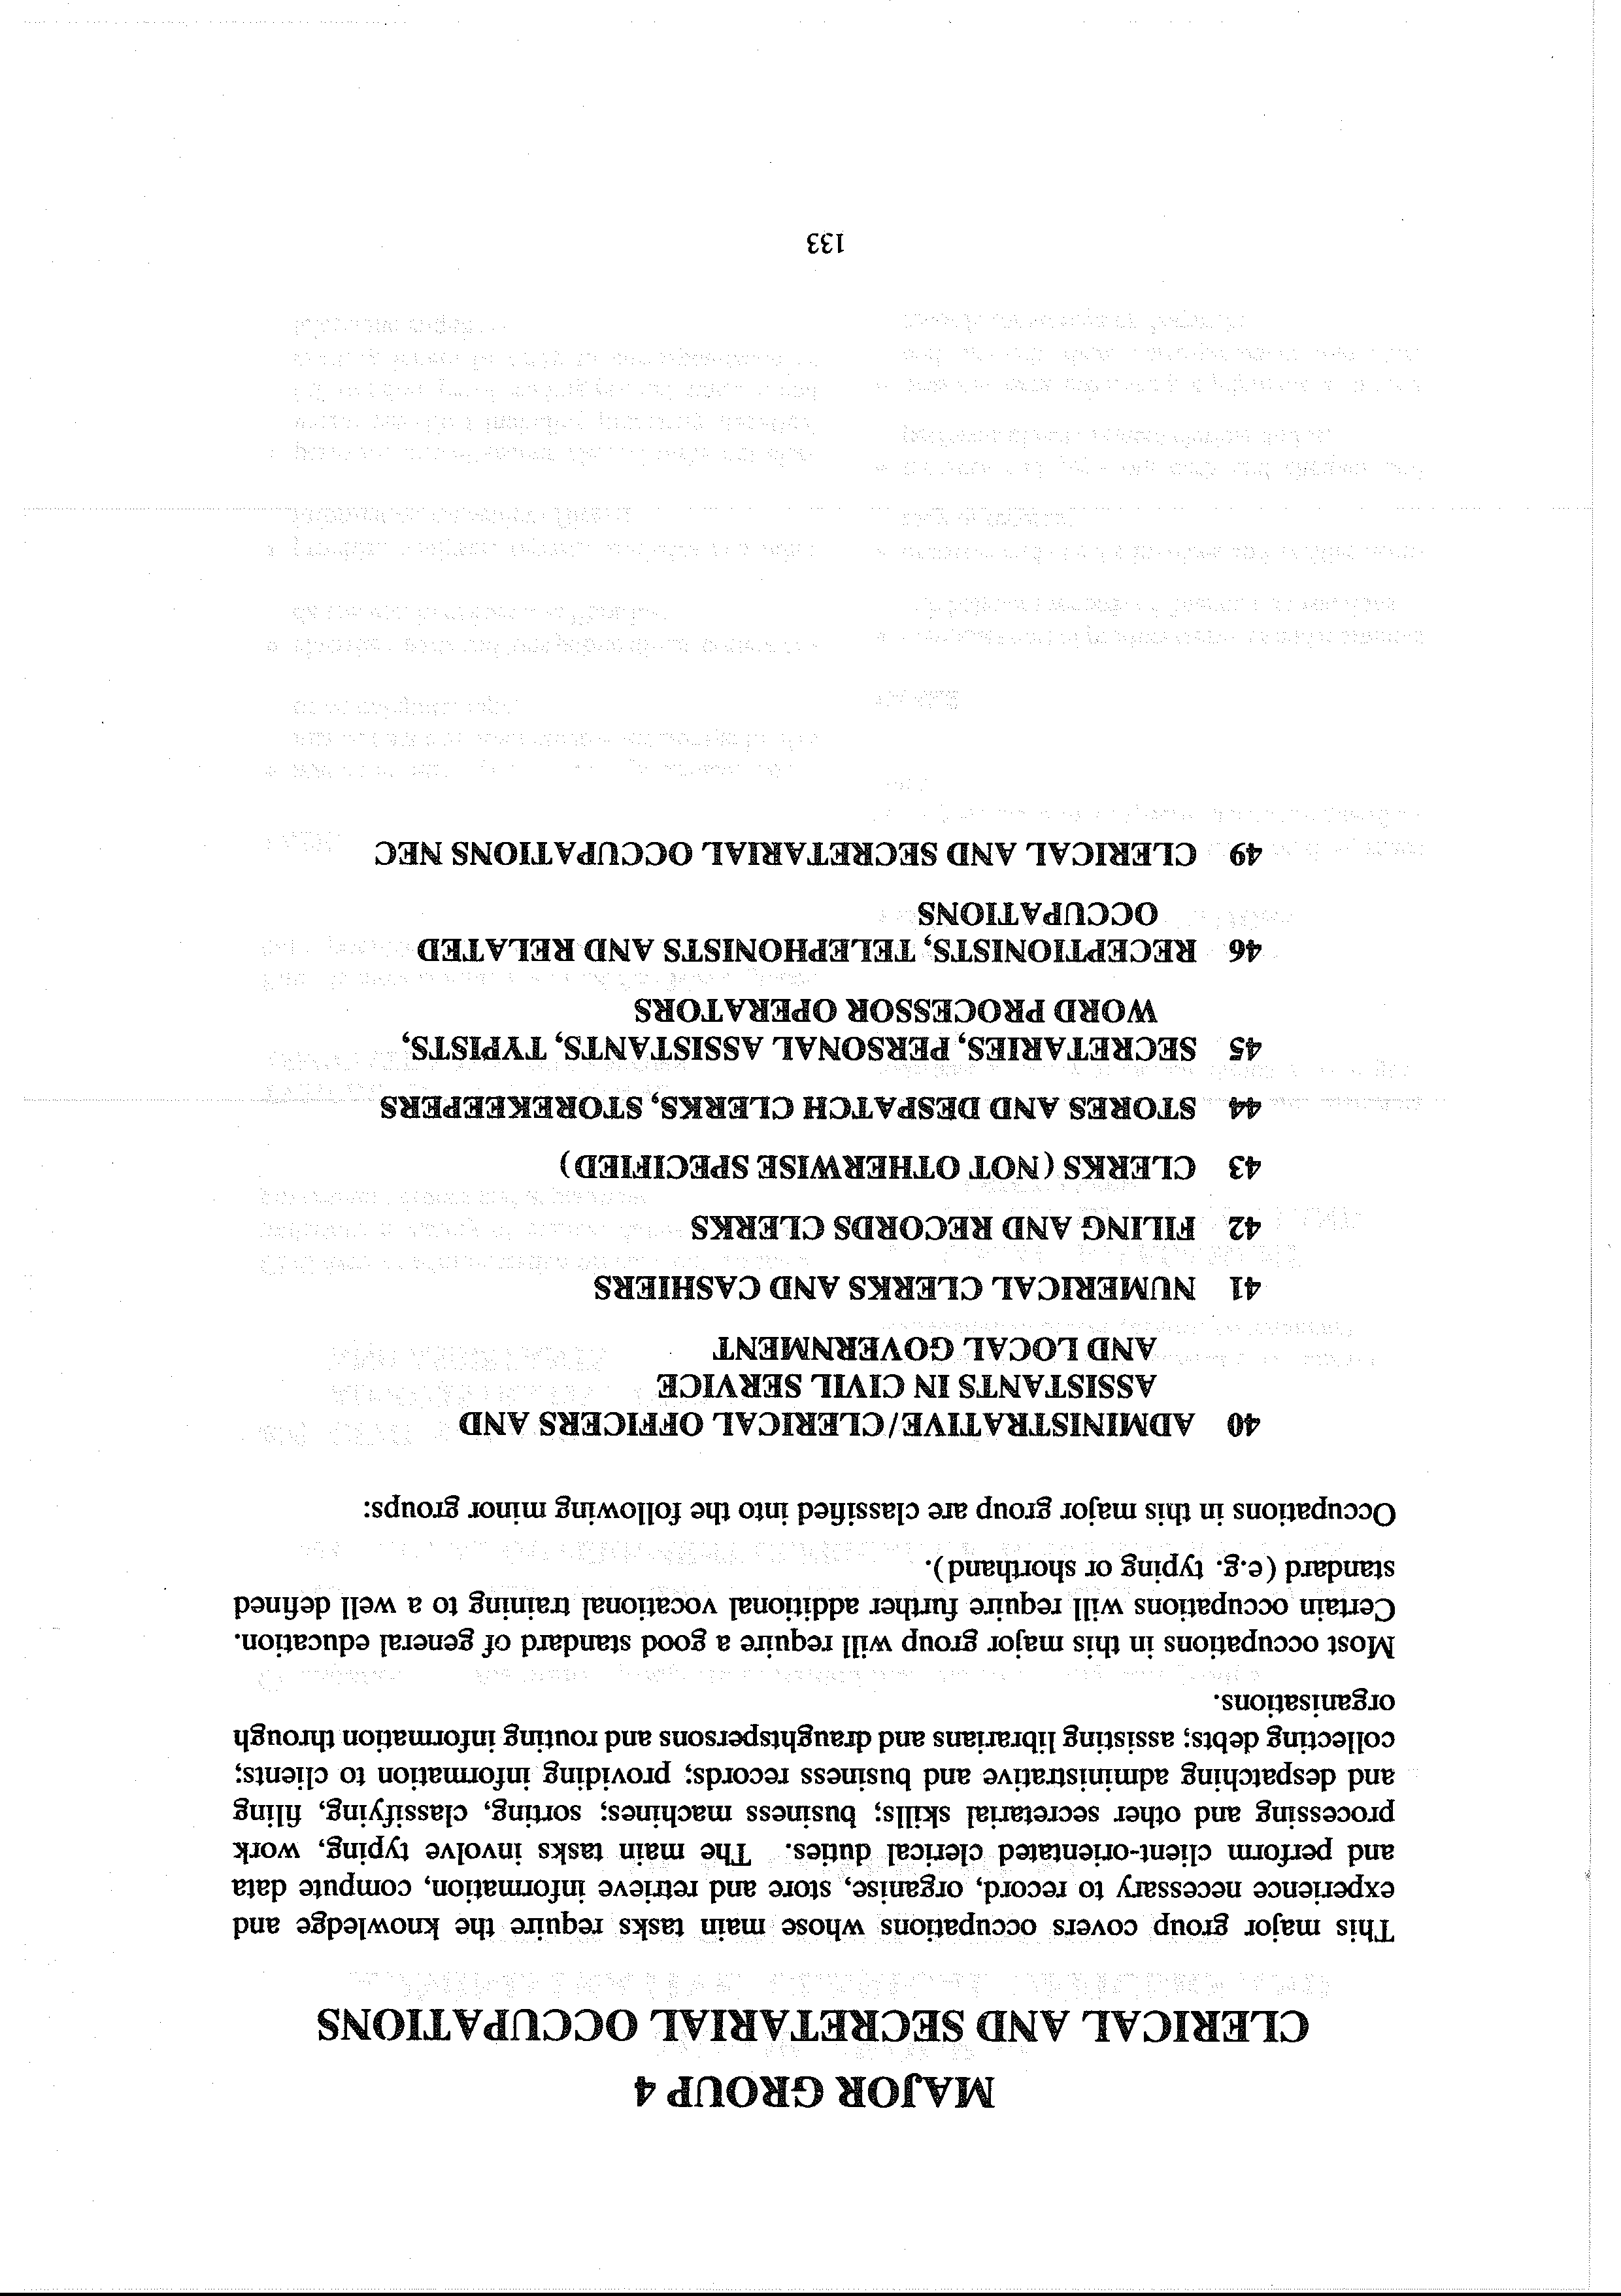 MAJOR GROUP 4
CLERICAL AND SECRETARIAL OCCUPATIONS
This major group covers occupations whose main tasks require the knowledge and
experience necessary to record, organise, store and retrieve information, compute data
and perform client-orientated clerical duties. The main tasks involve typing, work
processing and other secretarial skills; business machines; sorting, classifying, filing
and despatching administrative and business records; providing information to clients;
collecting debts; assisting librarians and draughtspersons and routing information through
organisations.
Most occupations in this major group will require a good standard of general education.
Certain occupations will require further additional vocational training to a well defined
standard (e.g. typing or shorthand).
Occupations in this major group are classified into the following minor groups:
40 ADMINISTRATIVE/CLERICAL OFFICERS AND
ASSISTANTS IN CIVIL SERVICE
AND LOCAL GOVERNMENT
41 NUMERICAL CLERKS AND CASHIERS
42 FILING AND RECORDS CLERKS
43 CLERKS (NOT OTHERWISE SPECIFIED)
44 STORES AND DESPATCH CLERKS, STOREKEEPERS
45 SECRETARIES, PERSONAL ASSISTANTS, TYPISTS,
WORD PROCESSOR OPERATORS
46 RECEPTIONISTS, TELEPHONISTS AND RELATED
OCCUPATIONS
49 CLERICAL AND SECRETARIAL OCCUPATIONS NEC
133